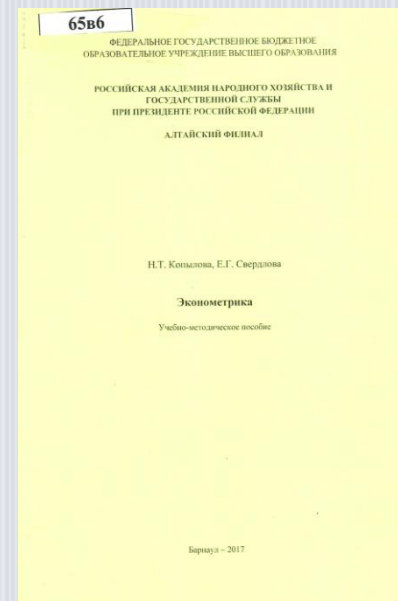 65в6
ФЕДЕРАЛЬНОЕ ГОСУДАРСТВЕННОЕ БЮДЖЕТНОЕ
ОБРАЗОВАТЕЛЬНОЕ УЧРЕЖДЕНИЕ ВЫСШЕГО ОБРАЗОВАНИЯ
РОССИЙСКАЯ АКАДЕМИЯ НАРОДНОГО ХОЗЯЙСТВА И
ГОСУДАРСТВЕННОЙ СЛУЖБЫ
ПРИ ПРЕЗИДЕНТЕ РОССИЙСКОЙ ФЕДЕРАЦИИ
АЛТАЙСКИЙ ФИЛИАЛ
Н.Т. Копылова, Е.Г. Свердлова
Эконометрика
Учебно-методическое пособие
Барнаул – 2017